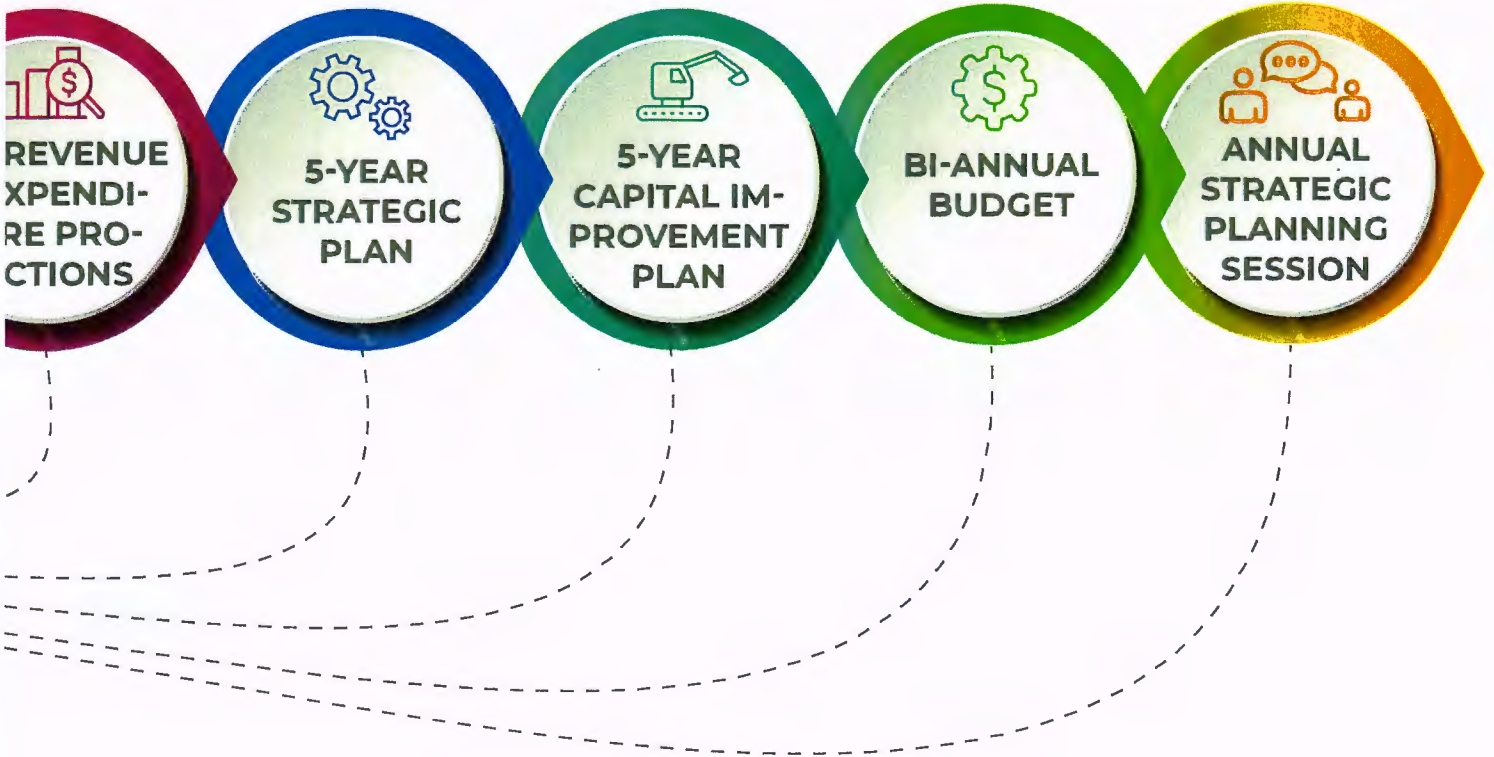 REVENUE
XPENDI-
RE PRO-
CTIONS
5-YEAR
STRATEGIC
PLAN
5-YEAR
CAPITAL IM-
PROVEMENT
PLAN
BI-ANNUAL
BUDGET
ANNUAL
STRATEGIC
PLANNING
SESSION